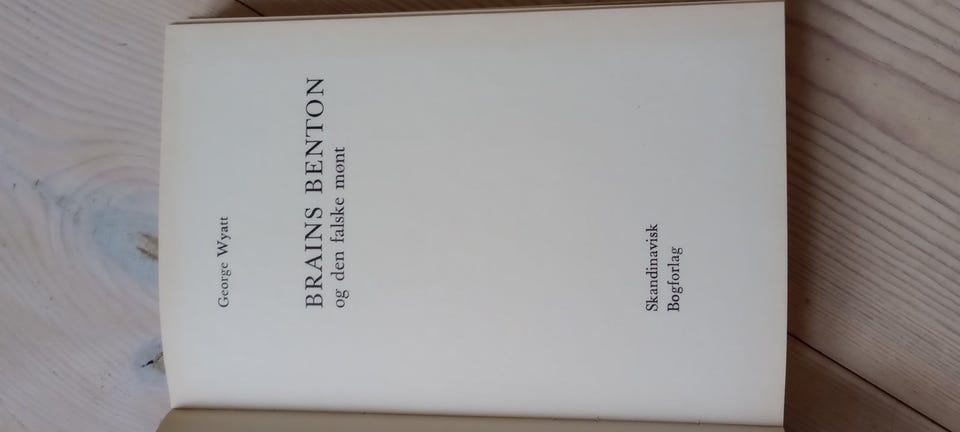 George Wyatt
BRAINS BENTON
og den falske mønt
Skandinavisk
Bogforlag